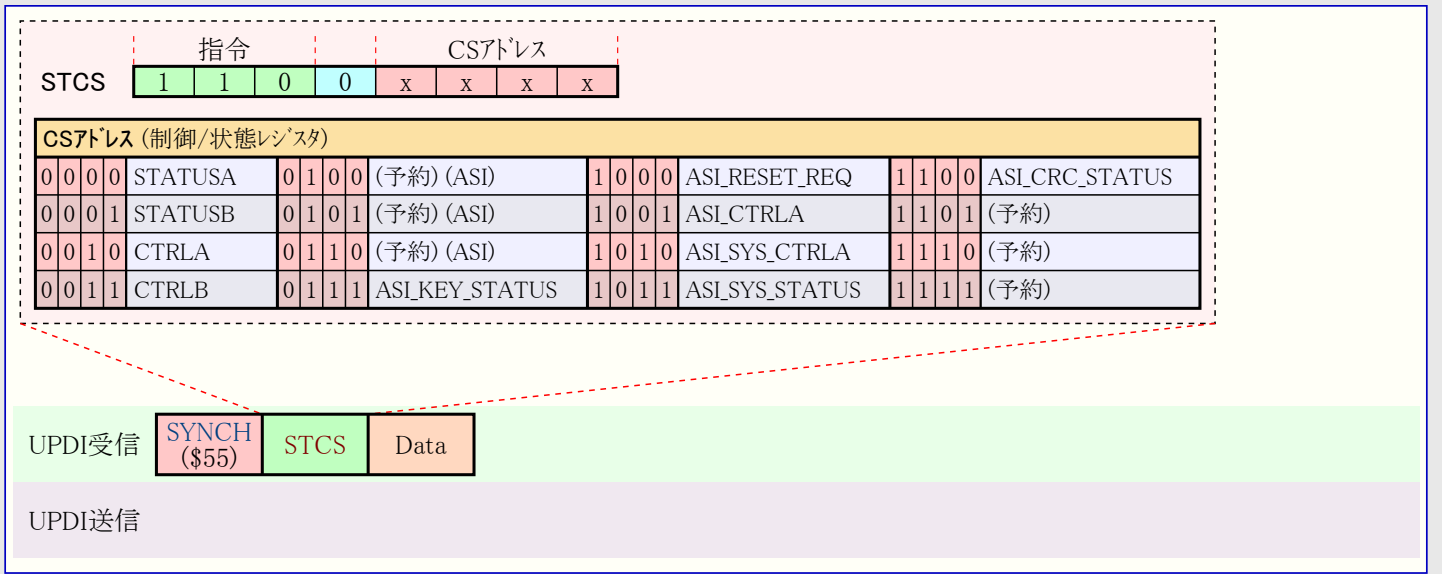 指令 CSアドレス
STCS 1 1 0 0 x x x x
CSアドレス (制御/状態レジスタ)
0 0 0 0 STATUSA 0 1 0 0 (予約) (ASI) 1 0 0 0 ASI_RESET_REQ 1 1 0 0 ASI_CRC_STATUS
0 0 0 1 STATUSB 0 1 0 1 (予約) (ASI) 1 0 0 1 ASI_CTRLA 1 1 0 1 (予約)
0 0 1 0 CTRLA 0 1 1 0 (予約) (ASI) 1 0 1 0 ASI_SYS_CTRLA 1 1 1 0 (予約)
0 0 1 1 CTRLB 0 1 1 1 ASI_KEY_STATUS 1 0 1 1 ASI_SYS_STATUS 1 1 1 1 (予約)
UPDI受信 SYNCH ($55) STCS Data
UPDI送信